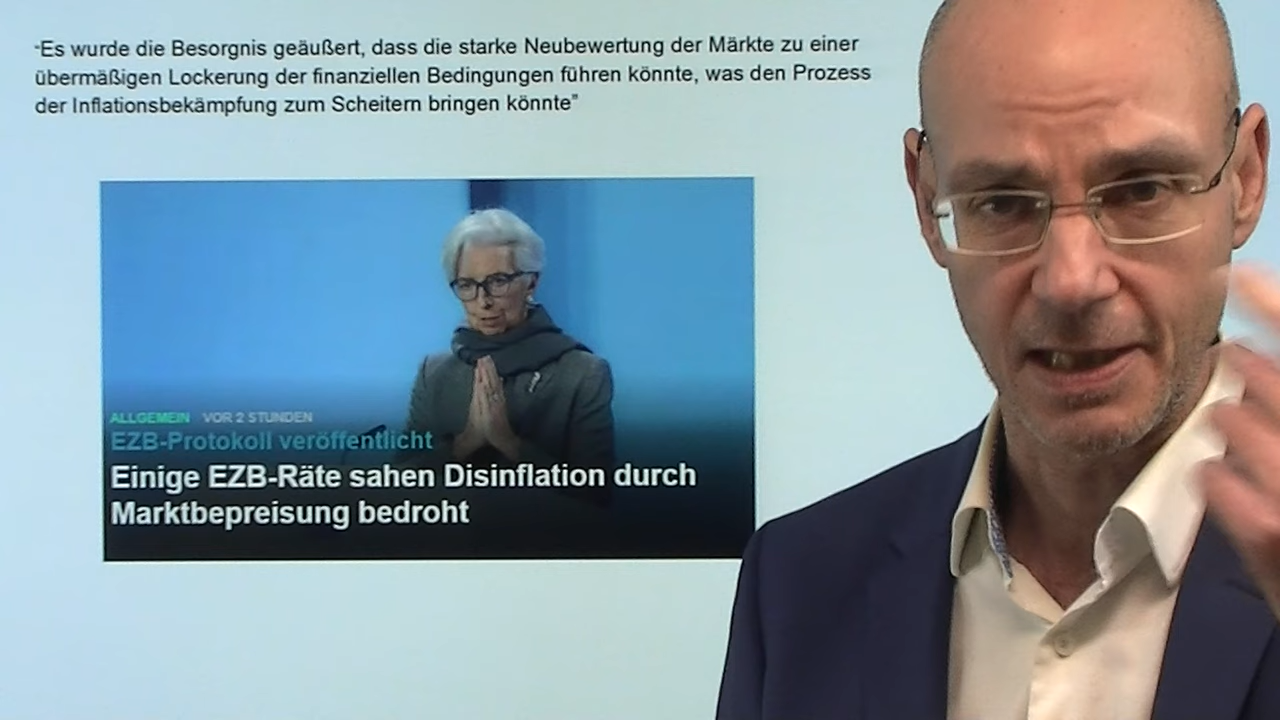 “Es wurde die Besorgnis geäußert, dass die starke Neubewertung der Märkte zu einer
übermäßigen Lockerung der finanziellen Bedingungen führen könnte, was den Prozess
der Inflationsbekämpfung zum Scheitern bringen könnte”
ALLGEMEIN VOR 2 STUNDEN
EZB-Protokoll veröffentlicht
Einige EZB-Räte sahen Disinflation durch
Marktbepreisung bedroht